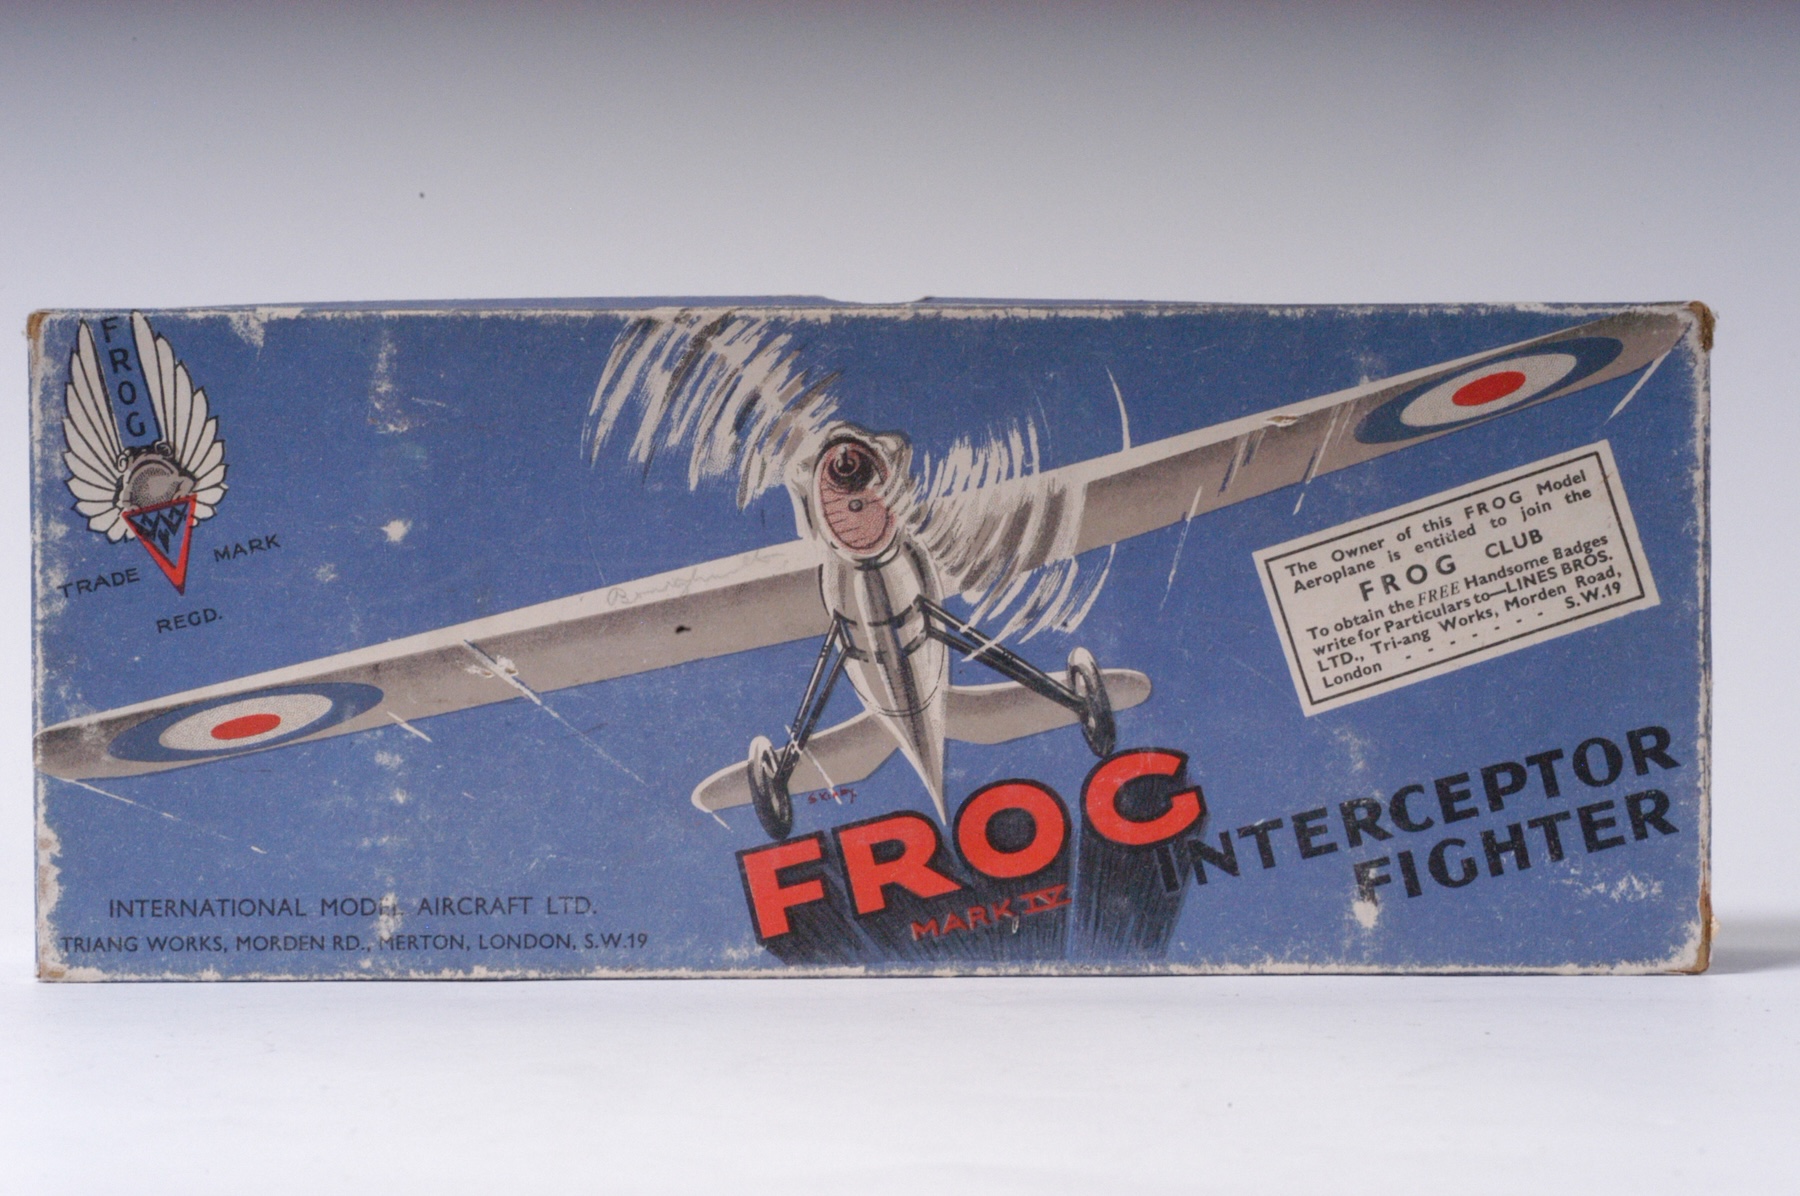 FROG
TRADE MARK
REGD.
The Owner of this FROG Model
Aeroplane is entitled to join the
FROG CLUB
To obtain the FREE Handsome Badges
write for Particulars to—LINES BROS.
LTD., Tri-ang Works, Morden Road,
London - - - - - S.W.19
FROG
MARK IV
INTERCEPTOR
FIGHTER
INTERNATIONAL MODEL AIRCRAFT LTD.
TRIANG WORKS, MORDEN RD., MERTON, LONDON, S.W.19